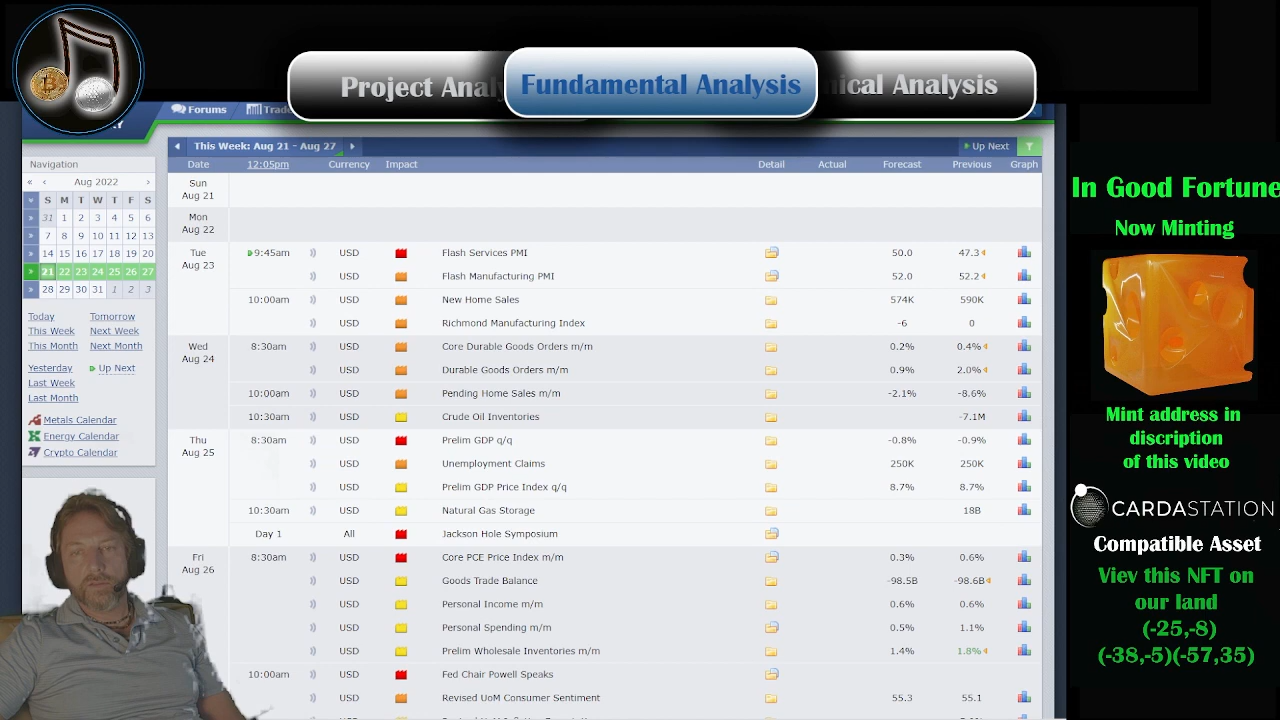 Project Analy
Fundamental Analysis
nical Analysis
Forums
Trade
This Week: Aug 21 - Aug 27
Up Next
Date 12:05pm Currency Impact Detail Actual Forecast Previous Graph
Navigation
« ‹ Aug 2022 ›
S M T W T F S
31 1 2 3 4 5 6
7 8 9 10 11 12 13
14 15 16 17 18 19 20
21 22 23 24 25 26 27
28 29 30 31 1 2 3
Today Tomorrow
This Week Next Week
This Month Next Month
Yesterday Up Next
Last Week
Last Month
Metals Calendar
Energy Calendar
Crypto Calendar
Sun
Aug 21
Mon
Aug 22
Tue
Aug 23
9:45am USD Flash Services PMI 50.0 47.3
USD Flash Manufacturing PMI 52.0 52.2
10:00am USD New Home Sales 574K 590K
USD Richmond Manufacturing Index -6 0
Wed
Aug 24
8:30am USD Core Durable Goods Orders m/m 0.2% 0.4%
USD Durable Goods Orders m/m 0.9% 2.0%
10:00am USD Pending Home Sales m/m -2.1% -8.6%
10:30am USD Crude Oil Inventories -7.1M
Thu
Aug 25
8:30am USD Prelim GDP q/q -0.8% -0.9%
USD Unemployment Claims 250K 250K
USD Prelim GDP Price Index q/q 8.7% 8.7%
10:30am USD Natural Gas Storage 18B
Day 1 All Jackson Hole Symposium
Fri
Aug 26
8:30am USD Core PCE Price Index m/m 0.3% 0.6%
USD Goods Trade Balance -98.5B -98.6B
USD Personal Income m/m 0.6% 0.6%
USD Personal Spending m/m 0.5% 1.1%
USD Prelim Wholesale Inventories m/m 1.4% 1.8%
10:00am USD Fed Chair Powell Speaks
USD Revised UoM Consumer Sentiment 55.3 55.1
In Good Fortune
Now Minting
Mint address in
discription
of this video
CARDASTATION
Compatible Asset
Viev this NFT on
our land
(-25,-8)
(-38,-5)(-57,35)